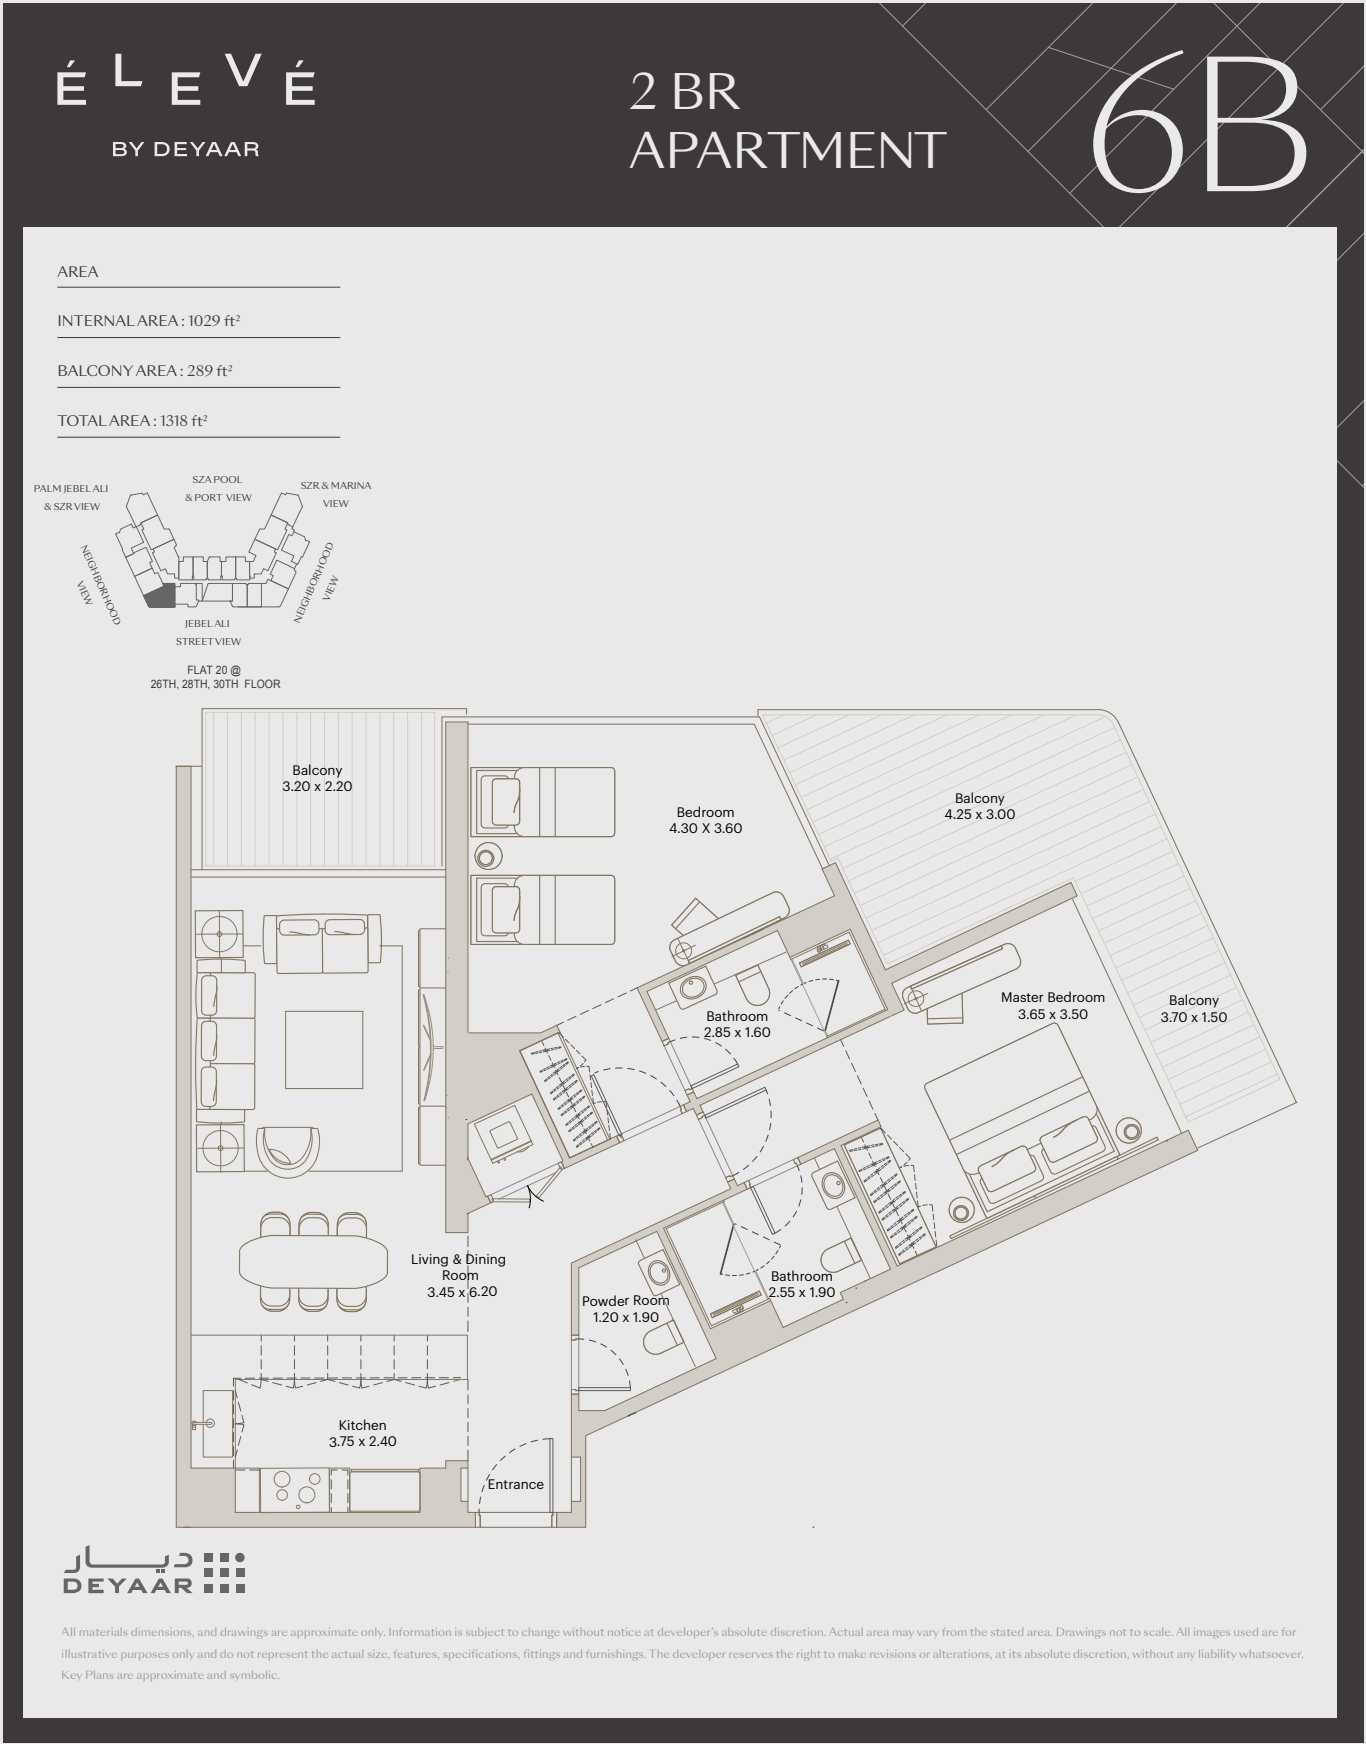 ÉLEVÉ
BY DEYAAR
2 BR
APARTMENT
6B
AREA
INTERNAL AREA : 1029 ft²
BALCONY AREA : 289 ft²
TOTAL AREA : 1318 ft²
PALM JEBEL ALI
& SZR VIEW
SZA POOL
& PORT VIEW
SZR & MARINA
VIEW
NEIGHBORHOOD
VIEW
NEIGHBORHOOD
VIEW
JEBEL ALI
STREET VIEW
FLAT 20 @
26TH, 28TH, 30TH FLOOR
Balcony
3.20 x 2.20
Bedroom
4.30 X 3.60
Balcony
4.25 x 3.00
Master Bedroom
3.65 x 3.50
Balcony
3.70 x 1.50
Bathroom
2.85 x 1.60
Living & Dining
Room
3.45 x 6.20
Bathroom
2.55 x 1.90
Powder Room
1.20 x 1.90
Kitchen
3.75 x 2.40
Entrance
ديار
DEYAAR
All materials dimensions, and drawings are approximate only. Information is subject to change without notice at developer's absolute discretion. Actual area may vary from the stated area. Drawings not to scale. All images used are for
illustrative purposes only and do not represent the actual size, features, specifications, fittings and furnishings. The developer reserves the right to make revisions or alterations, at its absolute discretion, without any liability whatsoever.
Key Plans are approximate and symbolic.